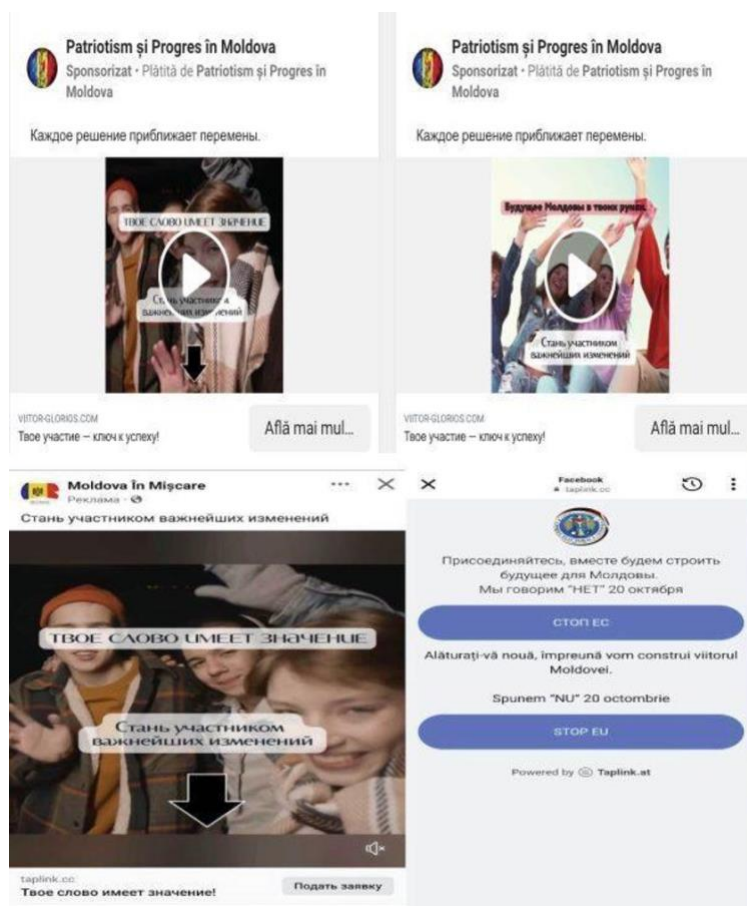 Patriotism și Progres în Moldova
Sponsorizat · Plătită de Patriotism și Progres în
Moldova
Каждое решение приближает перемены.
ТВОЕ СЛОВО ИМЕЕТ ЗНАЧЕНИЕ
Стань участником
важнейших изменений
VIITOR-GLORIOS.COM
Твое участие — ключ к успеху!
Află mai mul...
Patriotism și Progres în Moldova
Sponsorizat · Plătită de Patriotism și Progres în
Moldova
Каждое решение приближает перемены.
Будущее Молдовы в твоих руках.
Стань участником
важнейших изменений
VIITOR-GLORIOS.COM
Твое участие — ключ к успеху!
Află mai mul...
Moldova în Mișcare
Реклама ·
Стань участником важнейших изменений
ТВОЕ СЛОВО ИМЕЕТ ЗНАЧЕНИЕ
Стань участником
важнейших изменений
taplink.cc
Твое слово имеет значение!
Подать заявку
Facebook
taplink.cc
Присоединяйтесь, вместе будем строить
будущее для Молдовы.
Мы говорим "НЕТ" 20 октября
СТОП ЕС
Alăturați-vă nouă, împreună vom construi viitorul
Moldovei.
Spunem "NU" 20 octombrie
STOP EU
Powered by Taplink.at